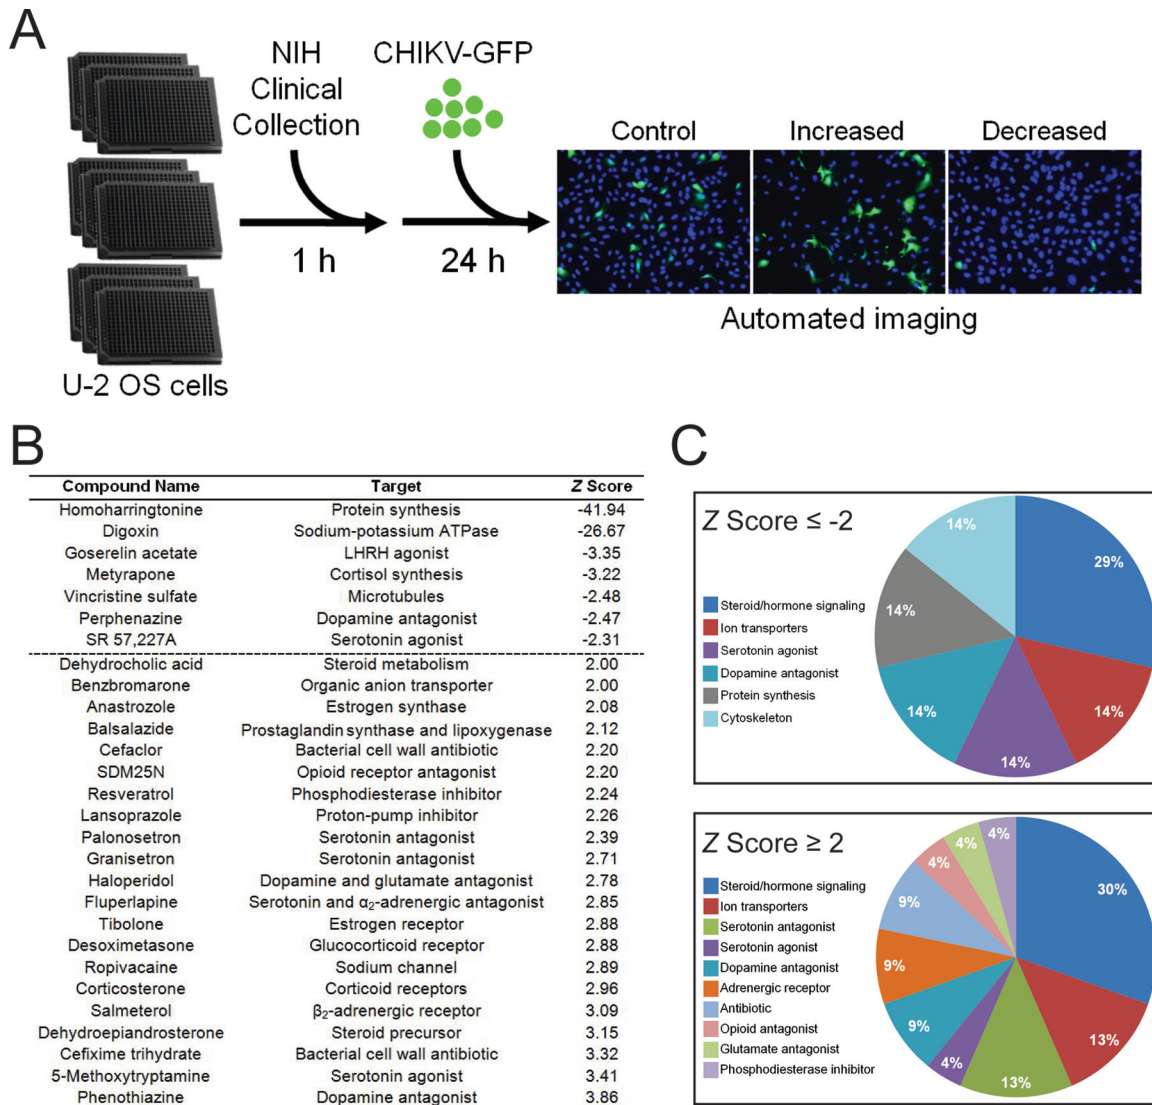 A
NIH
Clinical
Collection
CHIKV-GFP
1 h
24 h
U-2 OS cells
Control
Increased
Decreased
Automated imaging
B
Compound Name Target Z Score
Homoharringtonine Protein synthesis -41.94
Digoxin Sodium-potassium ATPase -26.67
Goserelin acetate LHRH agonist -3.35
Metyrapone Cortisol synthesis -3.22
Vincristine sulfate Microtubules -2.48
Perphenazine Dopamine antagonist -2.47
SR 57,227A Serotonin agonist -2.31
Dehydrocholic acid Steroid metabolism 2.00
Benzbromarone Organic anion transporter 2.00
Anastrozole Estrogen synthase 2.08
Balsalazide Prostaglandin synthase and lipoxygenase 2.12
Cefaclor Bacterial cell wall antibiotic 2.20
SDM25N Opioid receptor antagonist 2.20
Resveratrol Phosphodiesterase inhibitor 2.24
Lansoprazole Proton-pump inhibitor 2.26
Palonosetron Serotonin antagonist 2.39
Granisetron Serotonin antagonist 2.71
Haloperidol Dopamine and glutamate antagonist 2.78
Fluperlapine Serotonin and α₂-adrenergic antagonist 2.85
Tibolone Estrogen receptor 2.88
Desoximetasone Glucocorticoid receptor 2.88
Ropivacaine Sodium channel 2.89
Corticosterone Corticoid receptors 2.96
Salmeterol β₂-adrenergic receptor 3.09
Dehydroepiandrosterone Steroid precursor 3.15
Cefixime trihydrate Bacterial cell wall antibiotic 3.32
5-Methoxytryptamine Serotonin agonist 3.41
Phenothiazine Dopamine antagonist 3.86
C
Z Score ≤ -2
Steroid/hormone signaling
Ion transporters
Serotonin agonist
Dopamine antagonist
Protein synthesis
Cytoskeleton
29%
14%
14%
14%
14%
14%
Z Score ≥ 2
Steroid/hormone signaling
Ion transporters
Serotonin antagonist
Serotonin agonist
Dopamine antagonist
Adrenergic receptor
Antibiotic
Opioid antagonist
Glutamate antagonist
Phosphodiesterase inhibitor
30%
13%
13%
4%
9%
9%
9%
4%
4%
4%